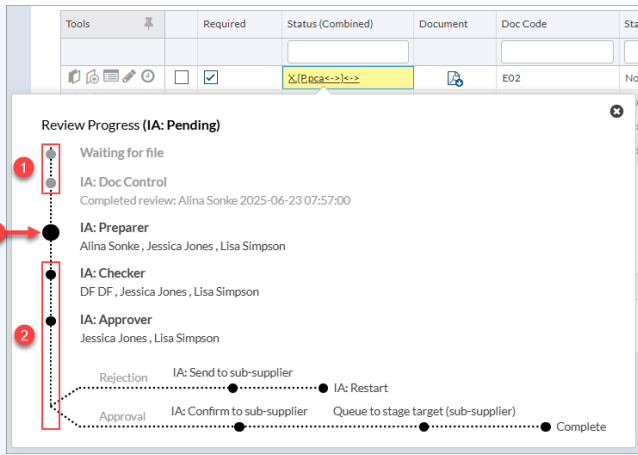 Tools Required Status (Combined) Document Doc Code Sta
X,{P,pca<->}<-> E02 No
Review Progress (IA: Pending)
Waiting for file
1
IA: Doc Control
Completed review: Alina Sonke 2025-06-23 07:57:00
IA: Preparer
Alina Sonke , Jessica Jones , Lisa Simpson
IA: Checker
DF DF , Jessica Jones , Lisa Simpson
2
IA: Approver
Jessica Jones , Lisa Simpson
Rejection IA: Send to sub-supplier
IA: Restart
Approval IA: Confirm to sub-supplier Queue to stage target (sub-supplier)
Complete